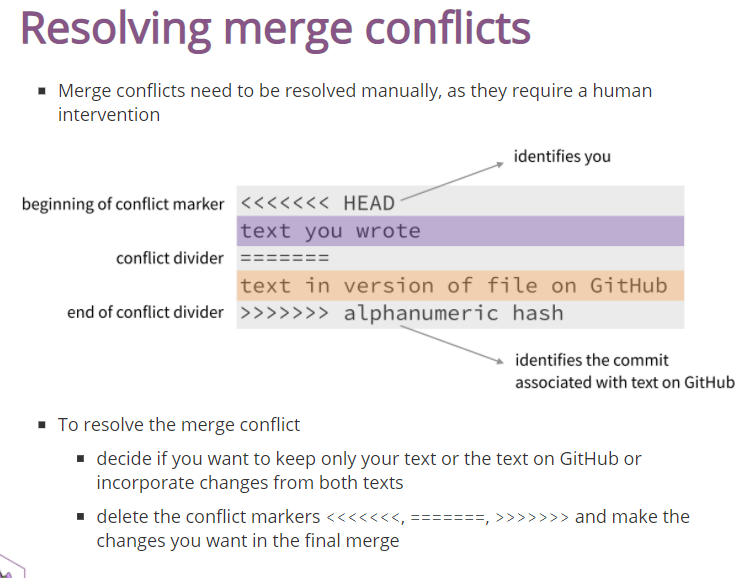 Resolving merge conflicts
Merge conflicts need to be resolved manually, as they require a human
intervention
identifies you
beginning of conflict marker <<<<<<< HEAD
text you wrote
conflict divider =======
text in version of file on GitHub
end of conflict divider >>>>>>> alphanumeric hash
identifies the commit
associated with text on GitHub
To resolve the merge conflict
decide if you want to keep only your text or the text on GitHub or
incorporate changes from both texts
delete the conflict markers <<<<<<<, =======, >>>>>>> and make the
changes you want in the final merge